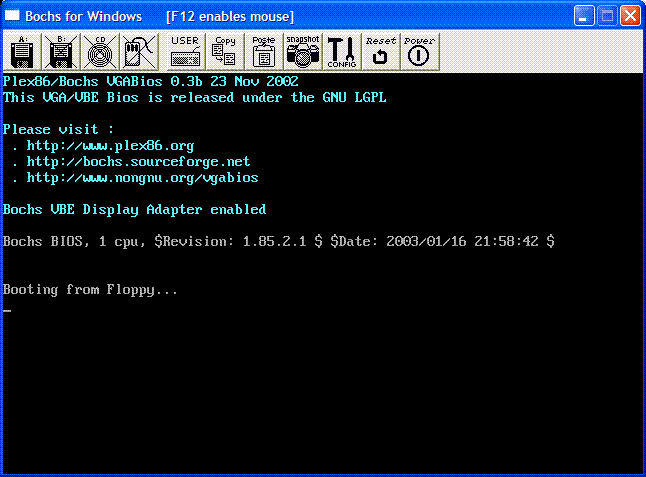 Bochs for Windows [F12 enables mouse]
A: B: CD USER Copy Paste snapshot CONFIG Reset Power
Plex86/Bochs VGABios 0.3b 23 Nov 2002
This VGA/VBE Bios is released under the GNU LGPL
Please visit :
. http://www.plex86.org
. http://bochs.sourceforge.net
. http://www.nongnu.org/vgabios
Bochs VBE Display Adapter enabled
Bochs BIOS, 1 cpu, $Revision: 1.85.2.1 $ $Date: 2003/01/16 21:58:42 $
Booting from Floppy...
_